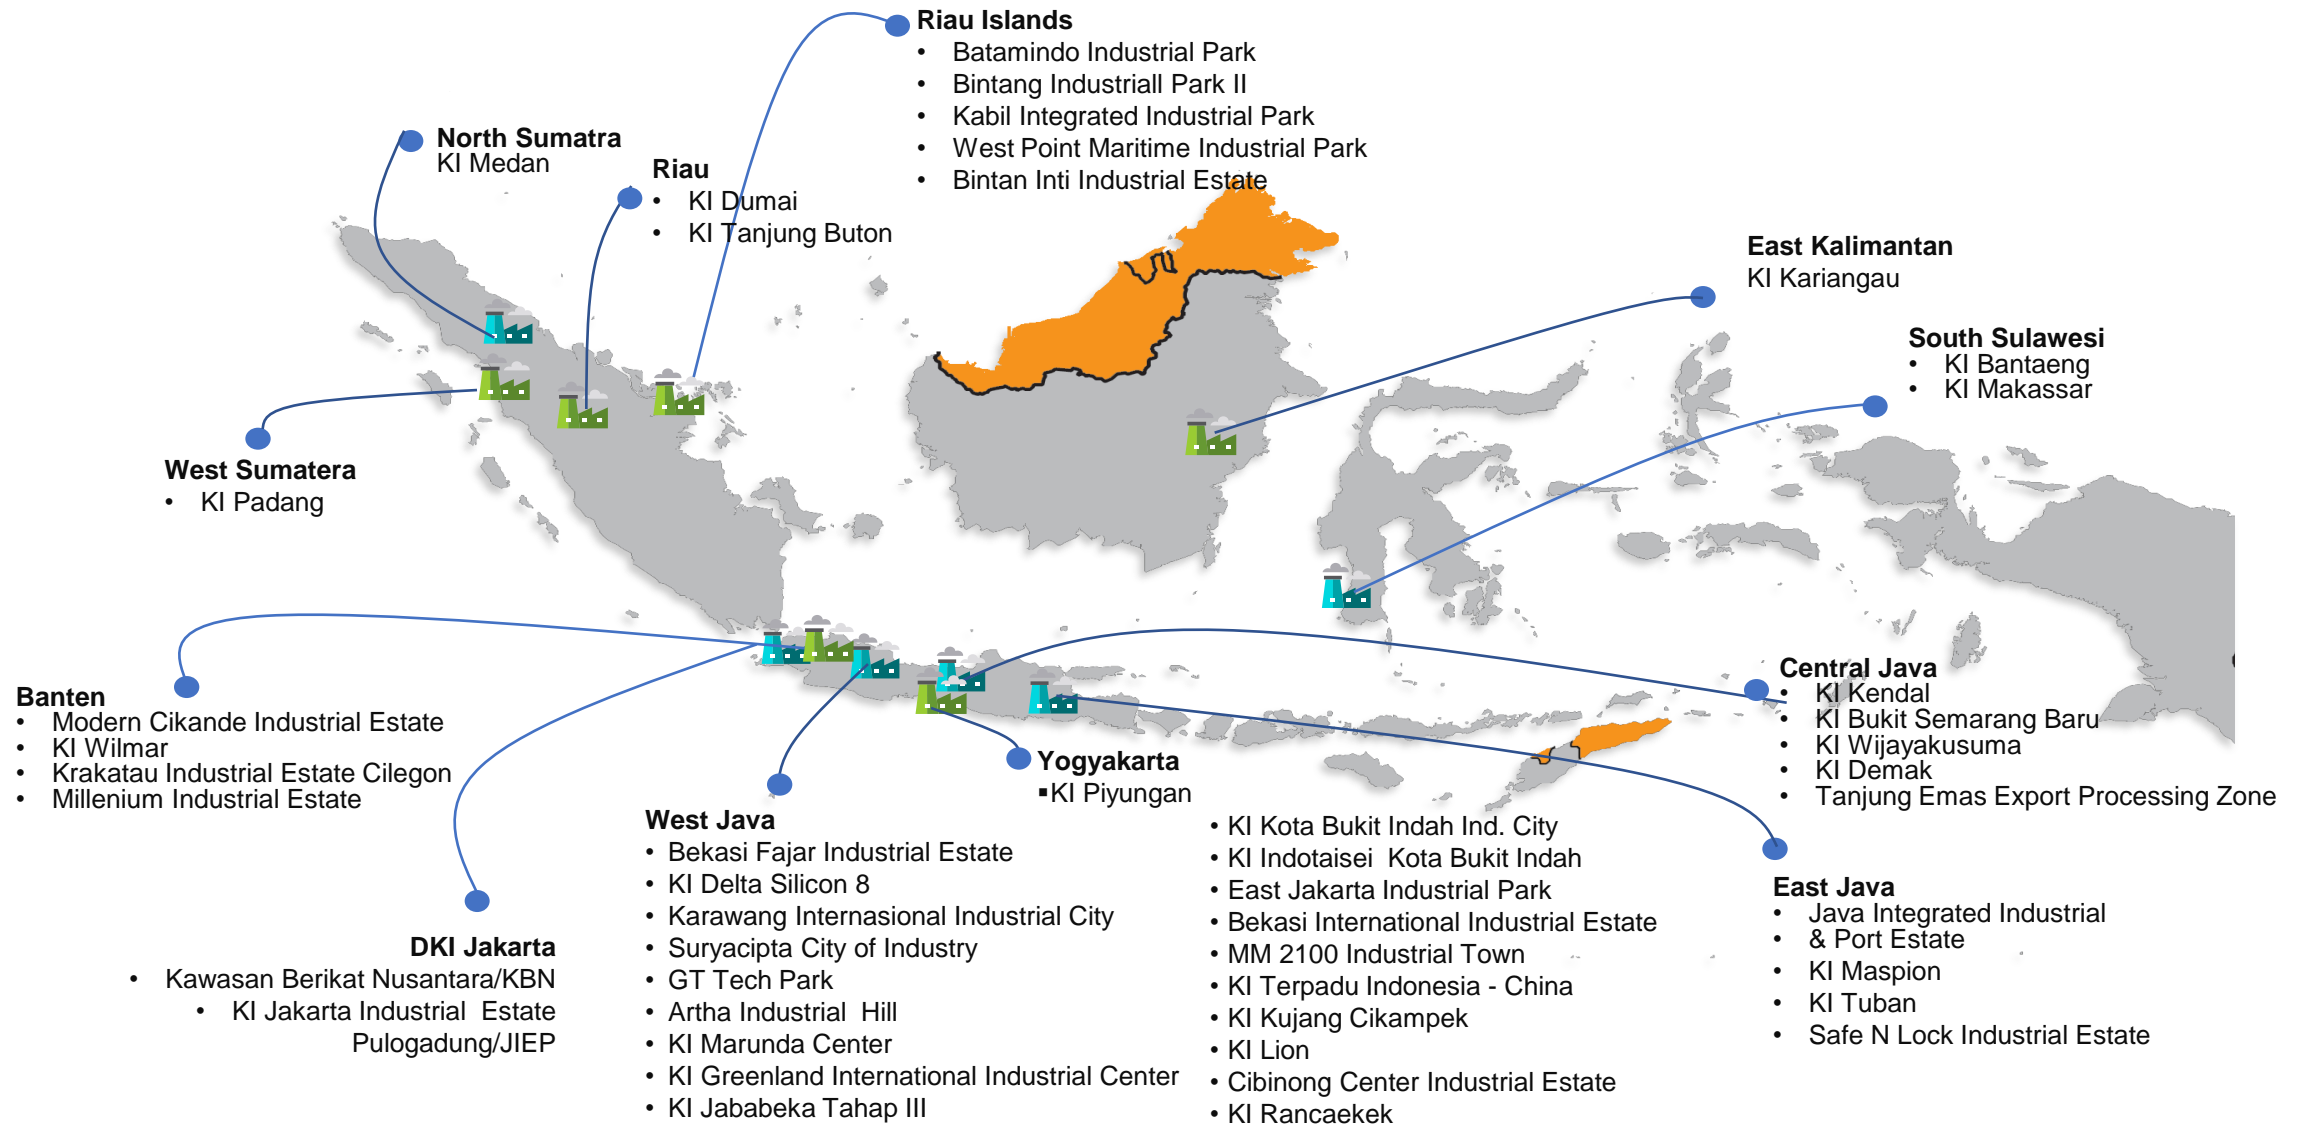 Riau Islands
• Batamindo Industrial Park
• Bintang Industriall Park II
• Kabil Integrated Industrial Park
• West Point Maritime Industrial Park
• Bintan Inti Industrial Estate
North Sumatra
KI Medan
Riau
• KI Dumai
• KI Tanjung Buton
East Kalimantan
KI Kariangau
South Sulawesi
• KI Bantaeng
• KI Makassar
West Sumatera
• KI Padang
Banten
• Modern Cikande Industrial Estate
• KI Wilmar
• Krakatau Industrial Estate Cilegon
• Millenium Industrial Estate
Central Java
• KI Kendal
• KI Bukit Semarang Baru
• KI Wijayakusuma
• KI Demak
• Tanjung Emas Export Processing Zone
Yogyakarta
▪KI Piyungan
DKI Jakarta
• Kawasan Berikat Nusantara/KBN
• KI Jakarta Industrial Estate
Pulogadung/JIEP
West Java
• Bekasi Fajar Industrial Estate
• KI Delta Silicon 8
• Karawang Internasional Industrial City
• Suryacipta City of Industry
• GT Tech Park
• Artha Industrial Hill
• KI Marunda Center
• KI Greenland International Industrial Center
• KI Jababeka Tahap III
• KI Kota Bukit Indah Ind. City
• KI Indotaisei Kota Bukit Indah
• East Jakarta Industrial Park
• Bekasi International Industrial Estate
• MM 2100 Industrial Town
• KI Terpadu Indonesia - China
• KI Kujang Cikampek
• KI Lion
• Cibinong Center Industrial Estate
• KI Rancaekek
East Java
• Java Integrated Industrial
• & Port Estate
• KI Maspion
• KI Tuban
• Safe N Lock Industrial Estate